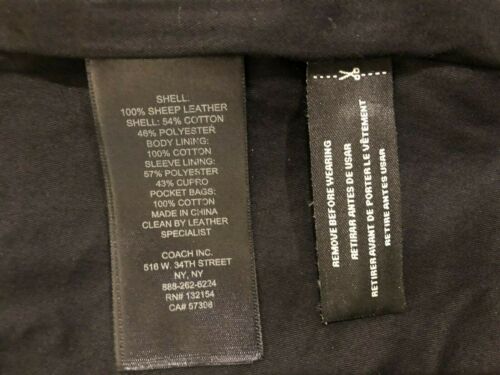 SHELL:
100% SHEEP LEATHER
SHELL: 54% COTTON
46% POLYESTER
BODY LINING:
100% COTTON
SLEEVE LINING:
57% POLYESTER
43% CUPRO
POCKET BAGS:
100% COTTON
MADE IN CHINA
CLEAN BY LEATHER
SPECIALIST
COACH INC.
516 W. 34TH STREET
NY, NY
888-262-6224
RN# 132154
CA# 57308
REMOVE BEFORE WEARING
RETIRAR ANTES DE USAR
RETIRER AVANT DE PORTER LE VÊTEMENT
RETIRE ANTES USAR